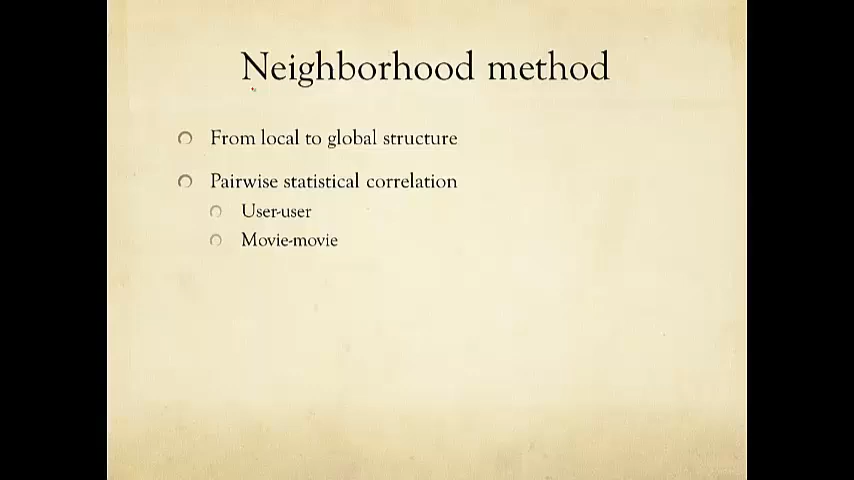 Neighborhood method
From local to global structure
Pairwise statistical correlation
User-user
Movie-movie